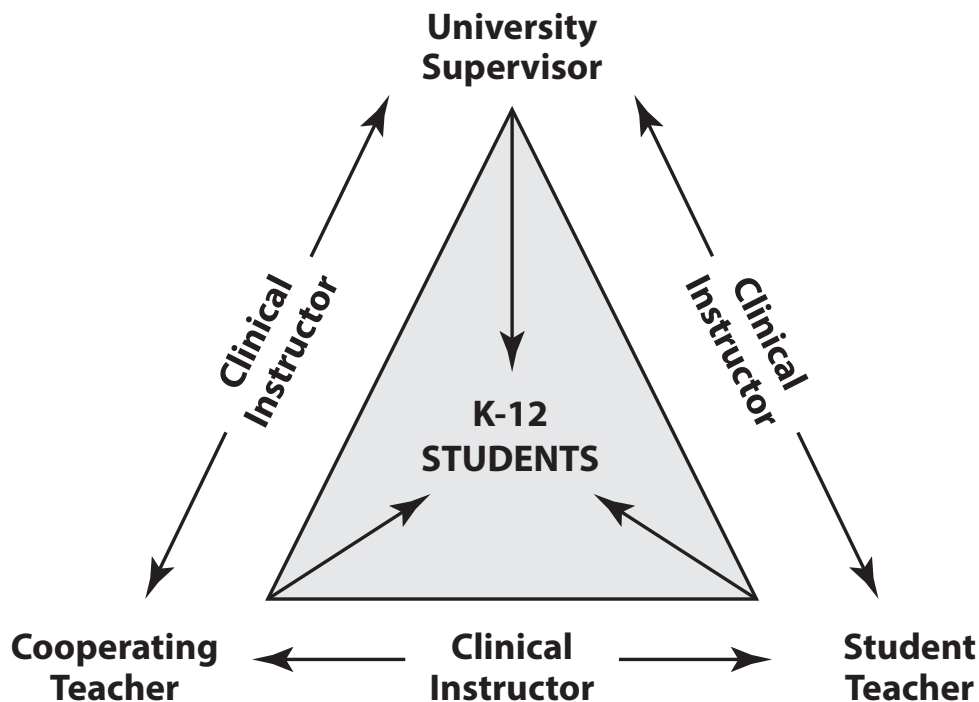 University
Supervisor
Clinical
Instructor
Clinical
Instructor
K-12
STUDENTS
Cooperating
Teacher
Clinical
Instructor
Student
Teacher